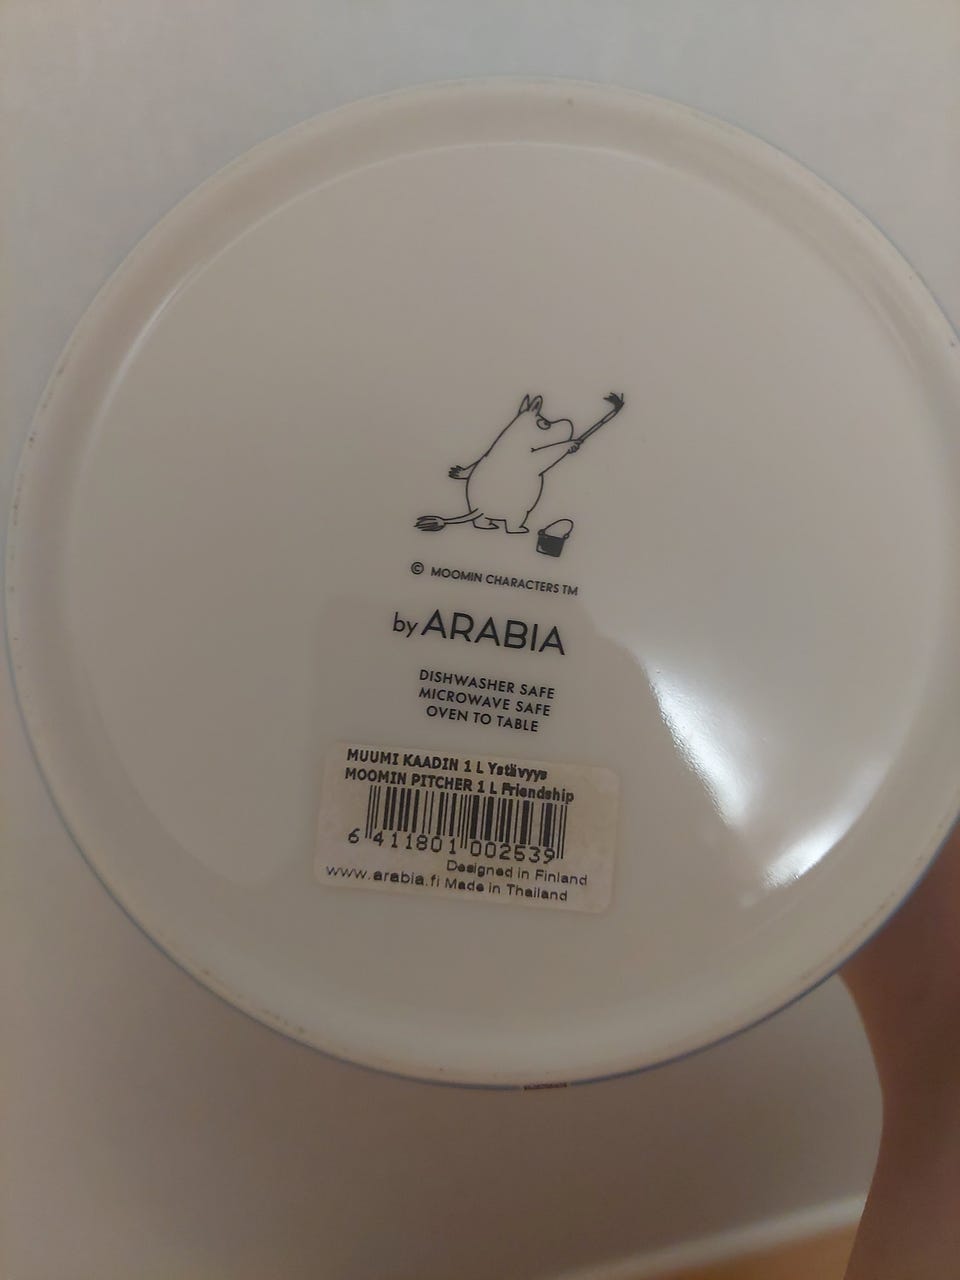 © MOOMIN CHARACTERS TM
by ARABIA
DISHWASHER SAFE
MICROWAVE SAFE
OVEN TO TABLE
MUUMI KAADIN 1 L Ystävyys
MOOMIN PITCHER 1 L Friendship
6 411801 002539
Designed in Finland
www.arabia.fi Made in Thailand